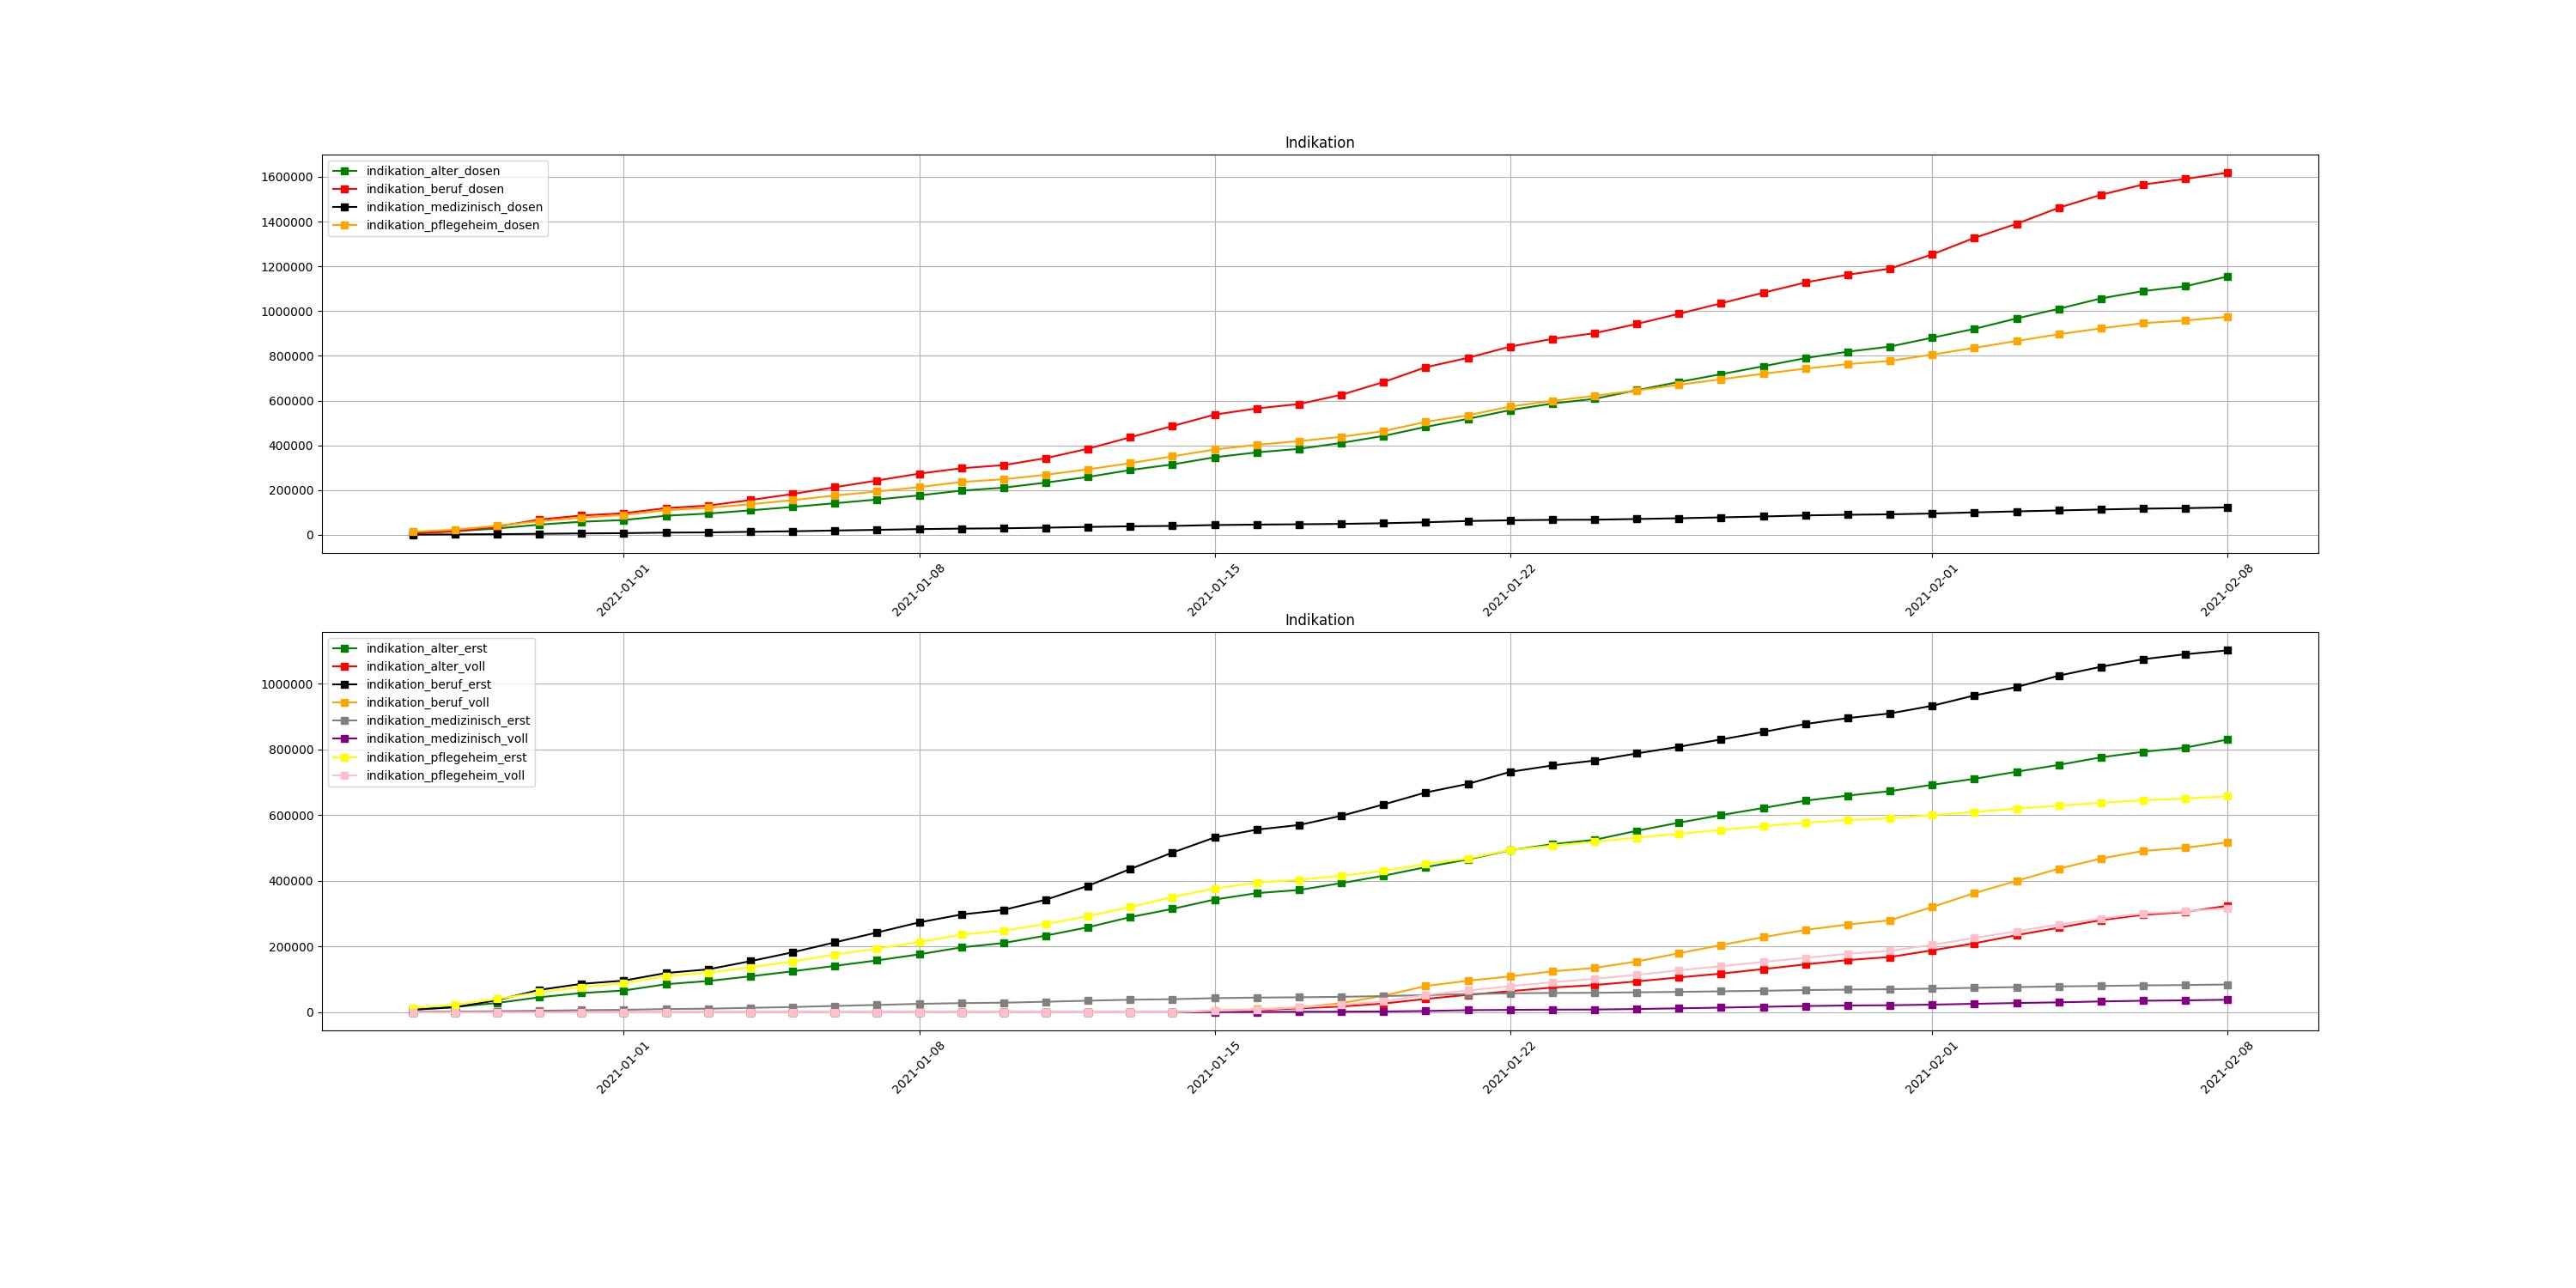 Indikation
indikation_alter_dosen
indikation_beruf_dosen
indikation_medizinisch_dosen
indikation_pflegeheim_dosen
1600000
1400000
1200000
1000000
800000
600000
400000
200000
0
2021-01-01
2021-01-08
2021-01-15
2021-01-22
2021-02-01
2021-02-08
Indikation
indikation_alter_erst
indikation_alter_voll
indikation_beruf_erst
indikation_beruf_voll
indikation_medizinisch_erst
indikation_medizinisch_voll
indikation_pflegeheim_erst
indikation_pflegeheim_voll
1000000
800000
600000
400000
200000
0
2021-01-01
2021-01-08
2021-01-15
2021-01-22
2021-02-01
2021-02-08